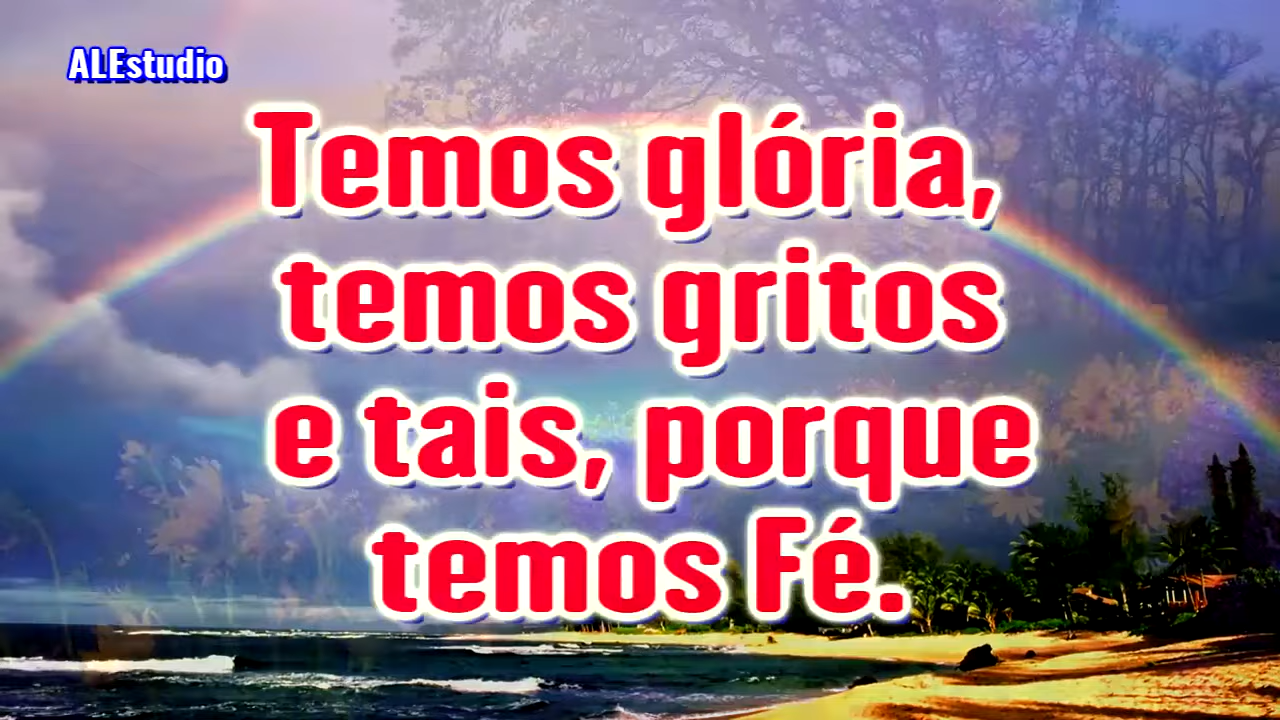 ALEstudio
Temos glória,
temos gritos
e tais, porque
temos Fé.